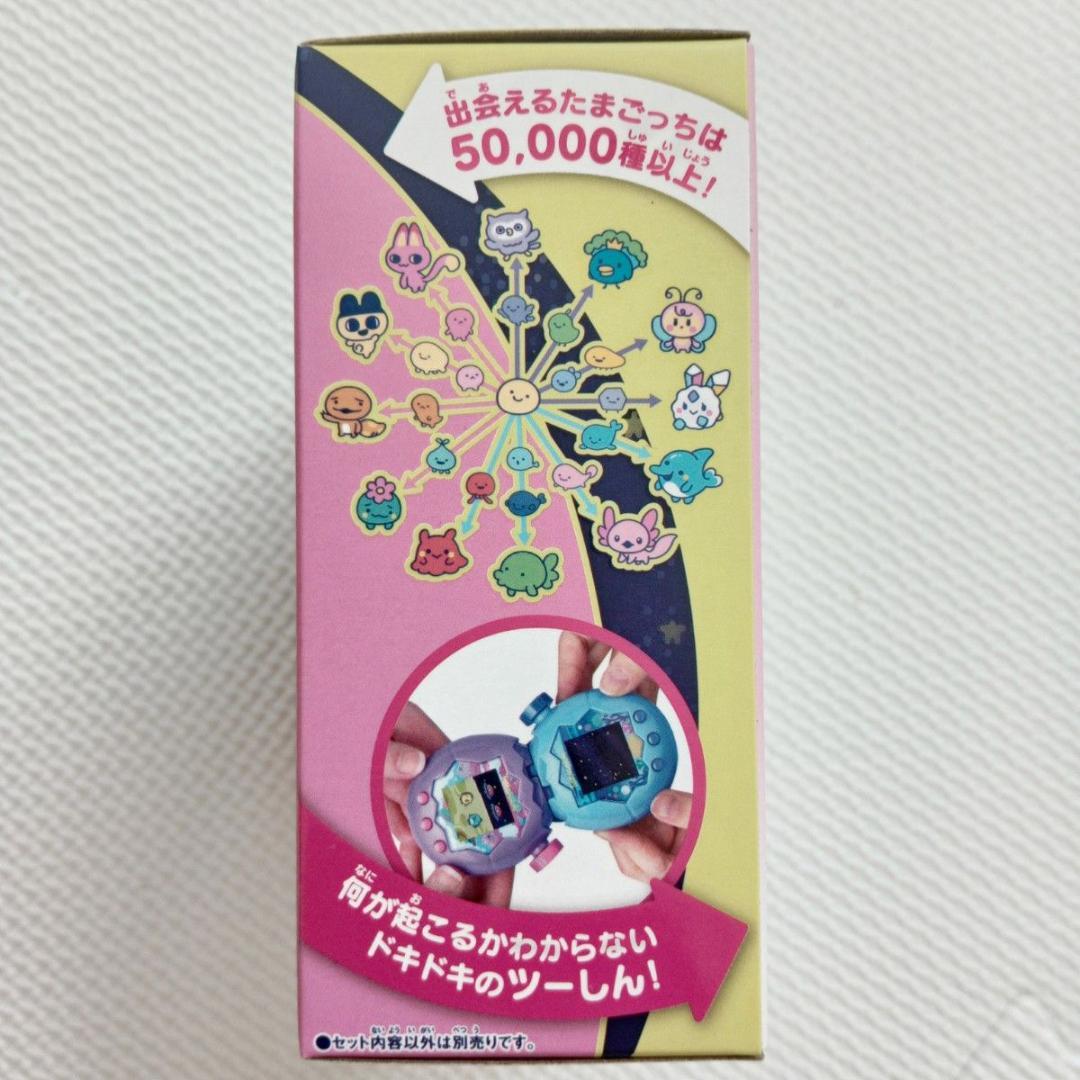 出会えるたまごっちは
50,000種以上!
何が起こるかわからない
ドキドキのツーしん!
●セット内容以外は別売りです。